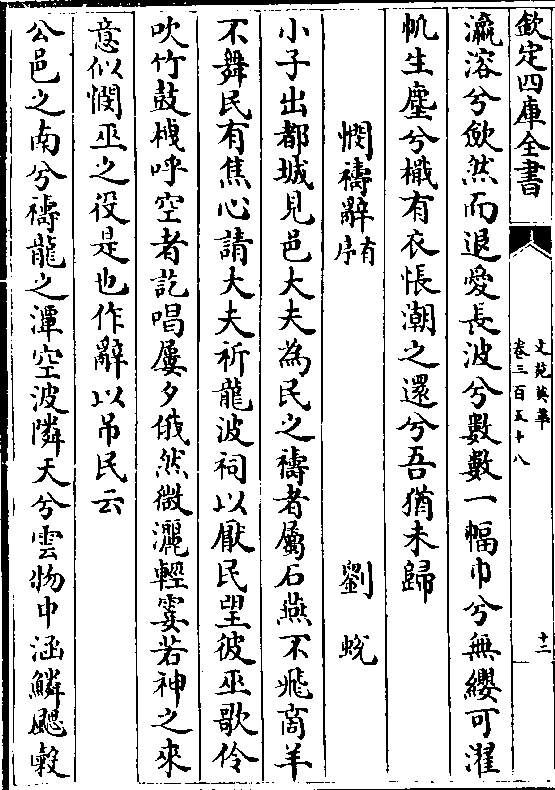 欽定四庫全書
文苑英華
卷三百五十八
十二
瀛溶兮歛然而退愛長波兮數數一幅巾兮無纓可濯
帆生塵兮檥有衣悵潮之還兮吾猶未歸
憫禱辭有序 劉蛻
小子出都城見邑大夫為民之禱者屬石燕不飛商羊
不舞民有焦心請大夫祈龍波祠以厭民望彼巫歌伶
吹竹鼓槐呼空者訖唱屢夕俄然微灑輕霎若神之來
意似憫巫之役是也作辭以吊民云
公邑之南兮禱龍之潭空波隣天兮雲物中涵鱗颸縠